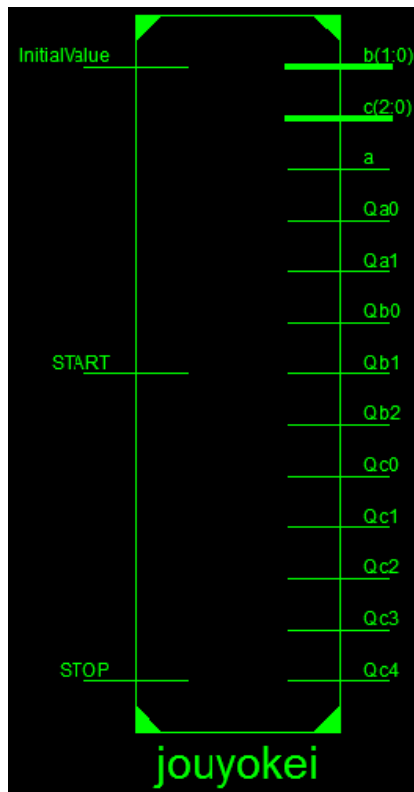 InitialValue
b(1:0)
c(2:0)
a
Qa0
Qa1
Qb0
START
Qb1
Qb2
Qc0
Qc1
Qc2
Qc3
STOP
Qc4
jouyokei